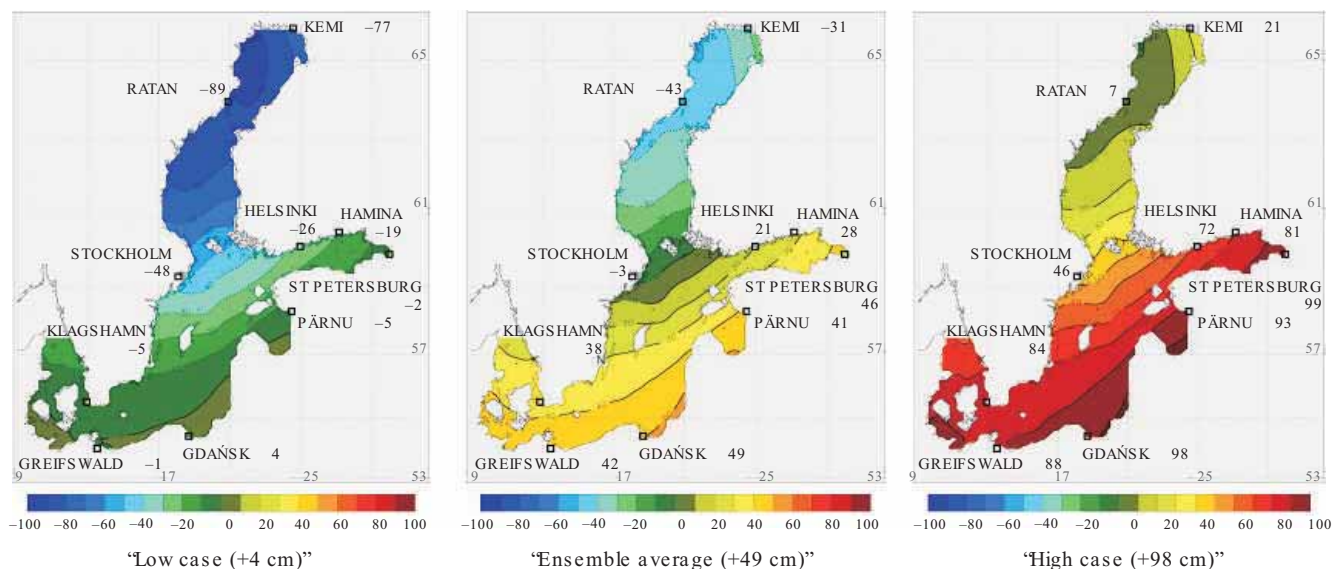 KEMI –77
65
RATAN –89
61
HELSINKI
–26
HAMINA
–19
STOCKHOLM
–48
ST PETERSBURG
–2
PÄRNU –5
KLAGSHAMN
–5
57
GREIFSWALD –1
GDAŃSK 4
9 17 25 53
–100 –80 –60 –40 –20 0 20 40 60 80 100
“Low case (+4 cm)”
KEMI –31
65
RATAN –43
61
HELSINKI
21
HAMINA
28
STOCKHOLM
–3
ST PETERSBURG
46
PÄRNU 41
KLAGSHAMN
38
57
GREIFSWALD 42
GDAŃSK 49
9 17 25 53
–100 –80 –60 –40 –20 0 20 40 60 80 100
“Ensemble average (+49 cm)”
KEMI 21
65
RATAN 7
61
HELSINKI
72
HAMINA
81
STOCKHOLM
46
ST PETERSBURG
99
PÄRNU 93
KLAGSHAMN
84
57
GREIFSWALD 88
GDAŃSK 98
9 17 25 53
–100 –80 –60 –40 –20 0 20 40 60 80 100
“High case (+98 cm)”